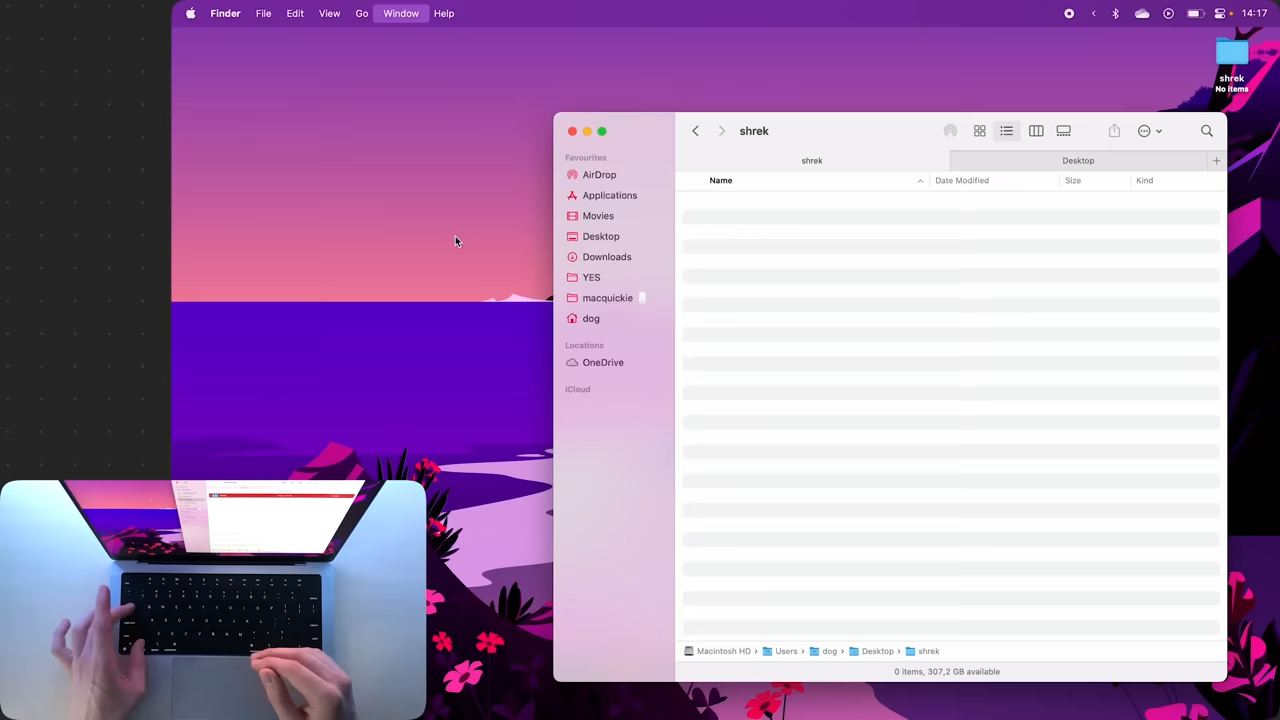 Finder File Edit View Go Window Help 14:17
shrek
No items
shrek
shrek Desktop
Name Date Modified Size Kind
Favourites
AirDrop
Applications
Movies
Desktop
Downloads
YES
macquickie
dog
Locations
OneDrive
iCloud
Macintosh HD › Users › dog › Desktop › shrek
0 items, 307,2 GB available